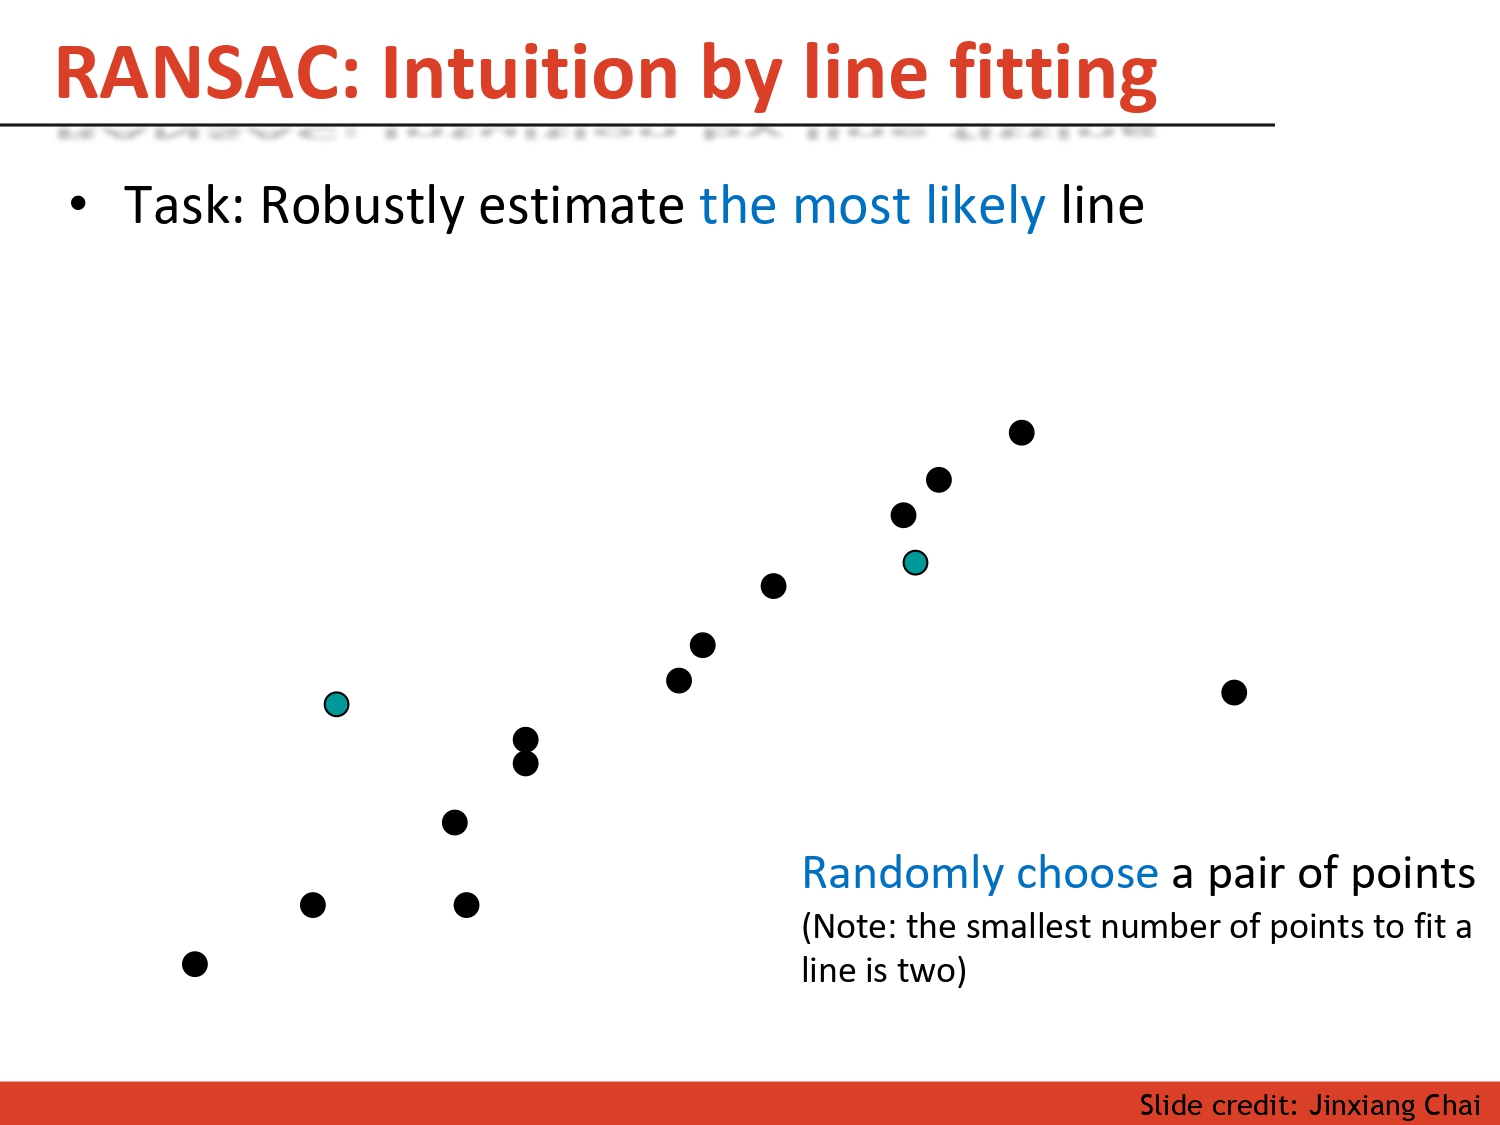 RANSAC: Intuition by line fitting
• Task: Robustly estimate the most likely line
Randomly choose a pair of points
(Note: the smallest number of points to fit a
line is two)
Slide credit: Jinxiang Chai